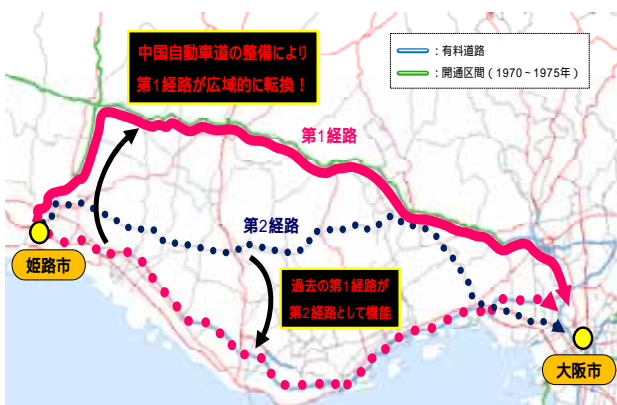 中国自動車道の整備により
第1経路が広域的に転換！
：有料道路
：開通区間（1970～1975年）
第1経路
第2経路
姫路市
過去の第1経路が
第2経路として機能
大阪市